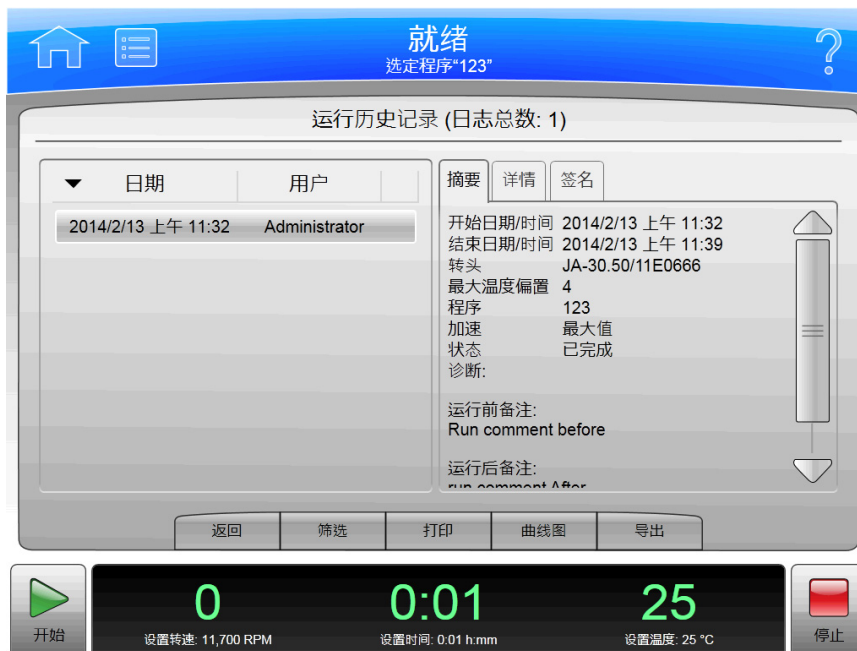 就绪
选定程序“123”
?
运行历史记录 (日志总数: 1)
日期 用户
2014/2/13 上午 11:32 Administrator
摘要 详情 签名
开始日期/时间 2014/2/13 上午 11:32
结束日期/时间 2014/2/13 上午 11:39
转头 JA-30.50/11E0666
最大温度偏置 4
程序 123
加速 最大值
状态 已完成
诊断:
运行前备注:
Run comment before
运行后备注:
run comment After
返回 筛选 打印 曲线图 导出
开始
0 0:01 25
设置转速: 11,700 RPM 设置时间: 0:01 h:mm 设置温度: 25 °C
停止